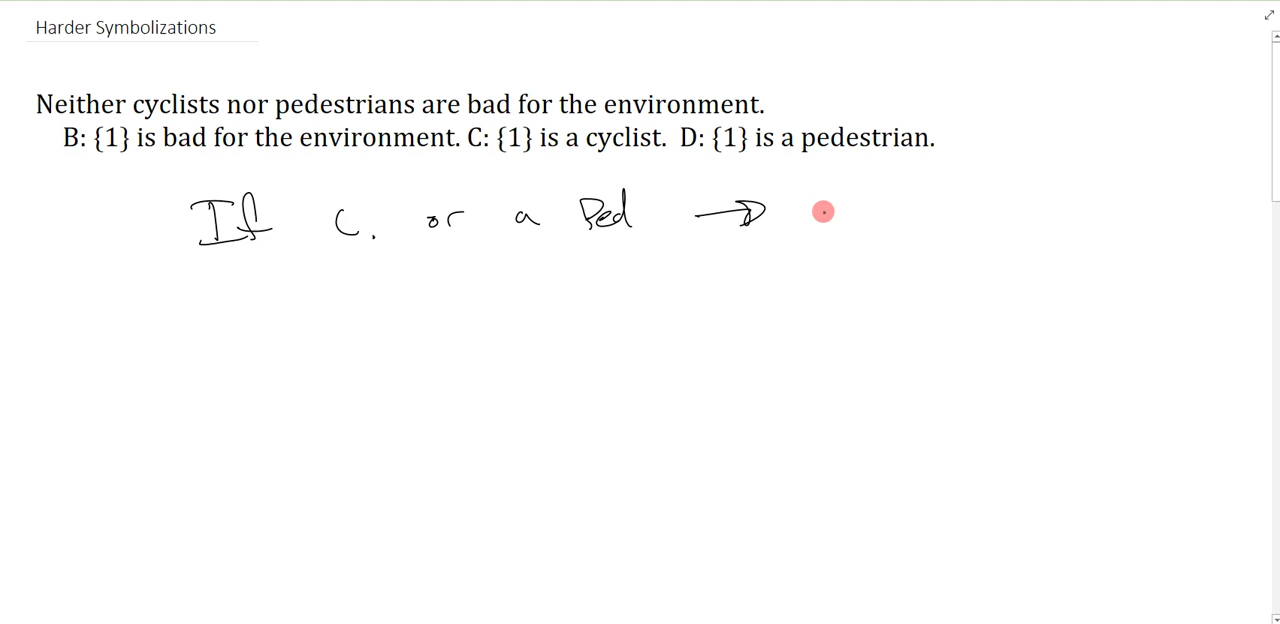 Harder Symbolizations
Neither cyclists nor pedestrians are bad for the environment.
B: {1} is bad for the environment. C: {1} is a cyclist. D: {1} is a pedestrian.
If C. or a Ped →